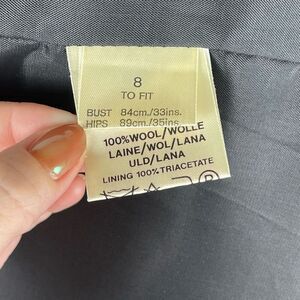 8
TO FIT
BUST 84cm/33ins.
HIPS 89cm/35ins
100%WOOL/WOLLE
LAINE/WOL/LANA
ULD/LANA
LINING 100%TRIACETATE